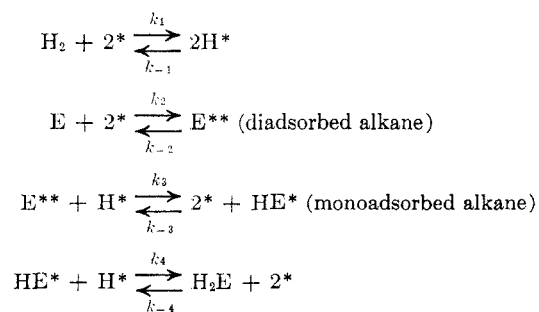 H₂ + 2* k₁ ⇌ k₋₁ 2H*
E + 2* k₂ ⇌ k₋₂ E** (diadsorbed alkane)
E** + H* k₃ ⇌ k₋₃ 2* + HE* (monoadsorbed alkane)
HE* + H* k₄ ⇌ k₋₄ H₂E + 2*